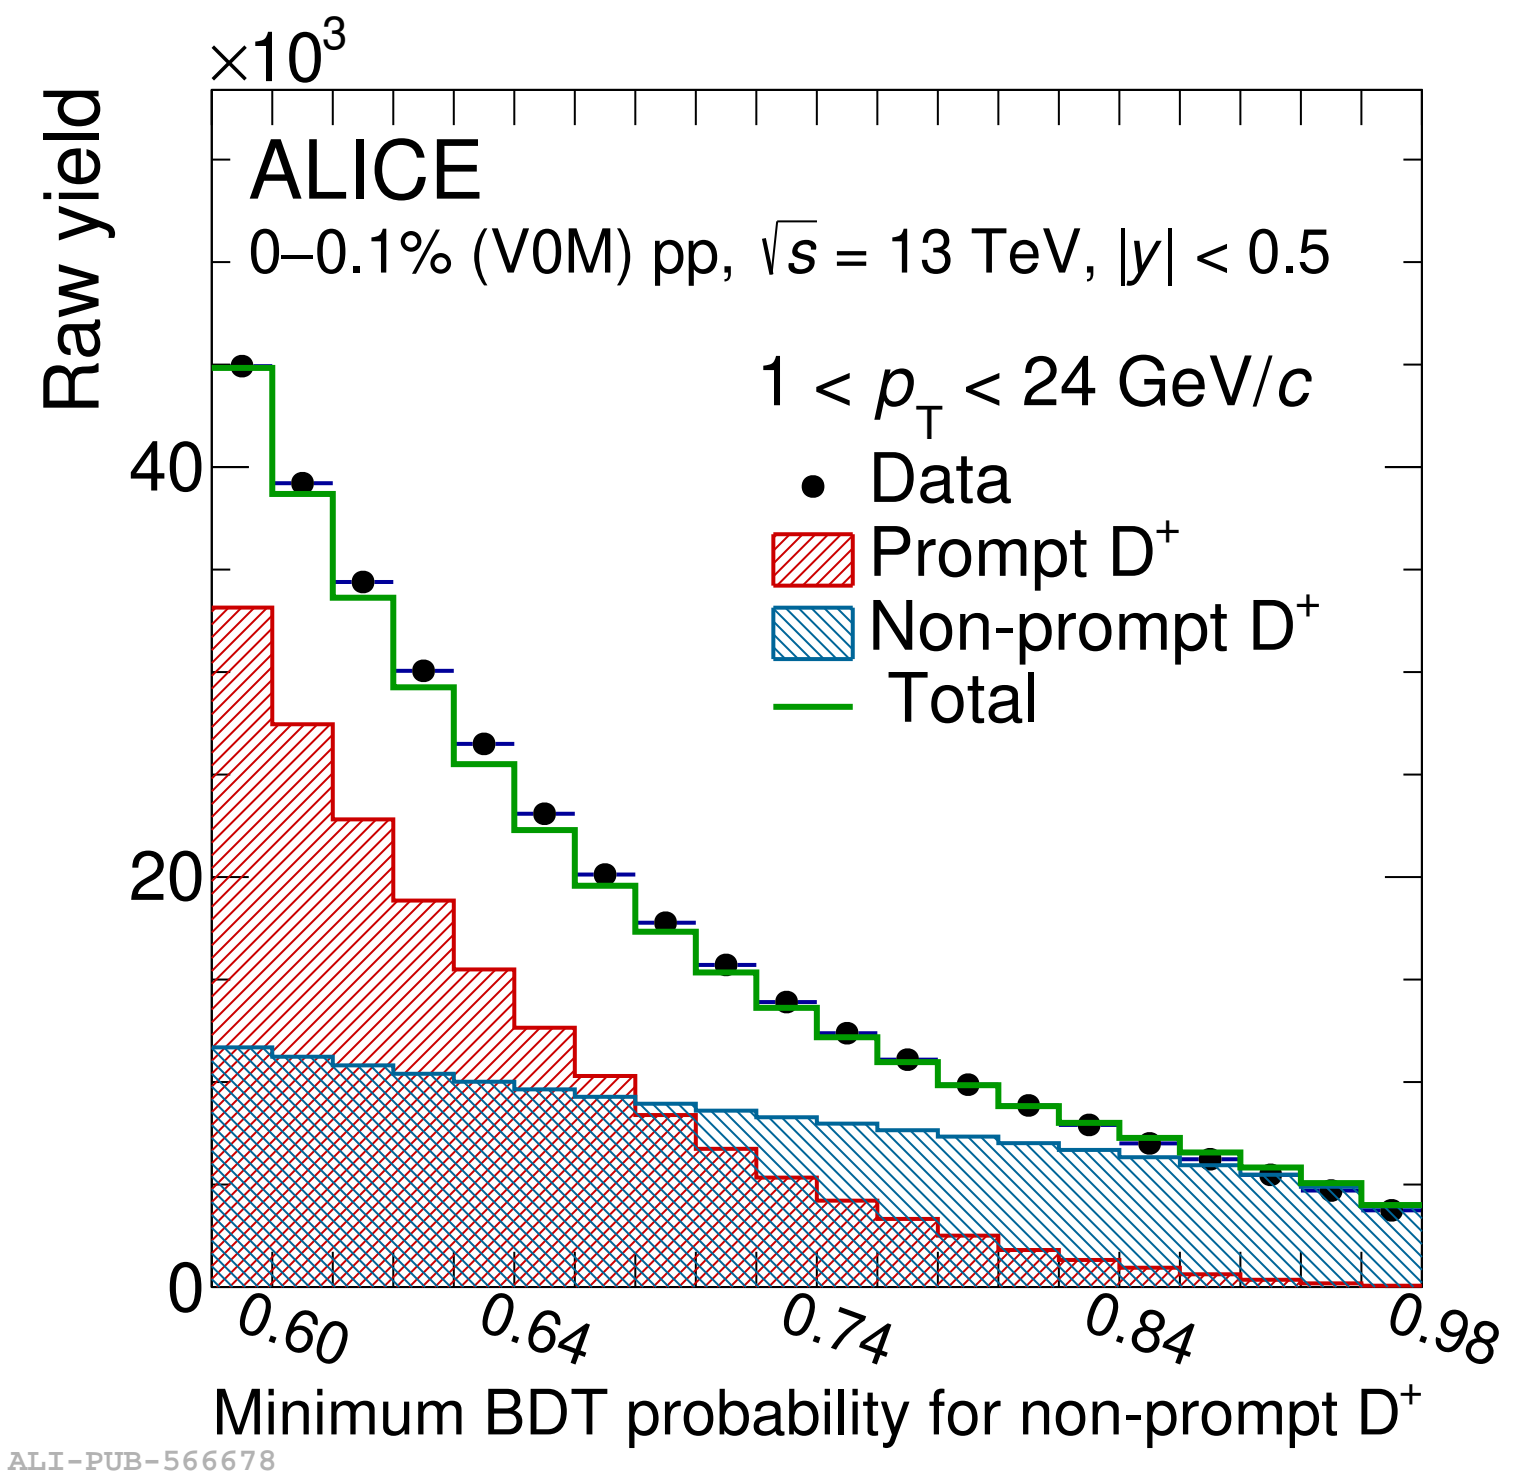 ×10³
Raw yield
ALICE
0–0.1% (V0M) pp, √s = 13 TeV, |y| < 0.5
1 < p_T < 24 GeV/c
Data
Prompt D⁺
Non-prompt D⁺
Total
40
20
0
0.60 0.64 0.74 0.84 0.98
Minimum BDT probability for non-prompt D⁺
ALI-PUB-566678